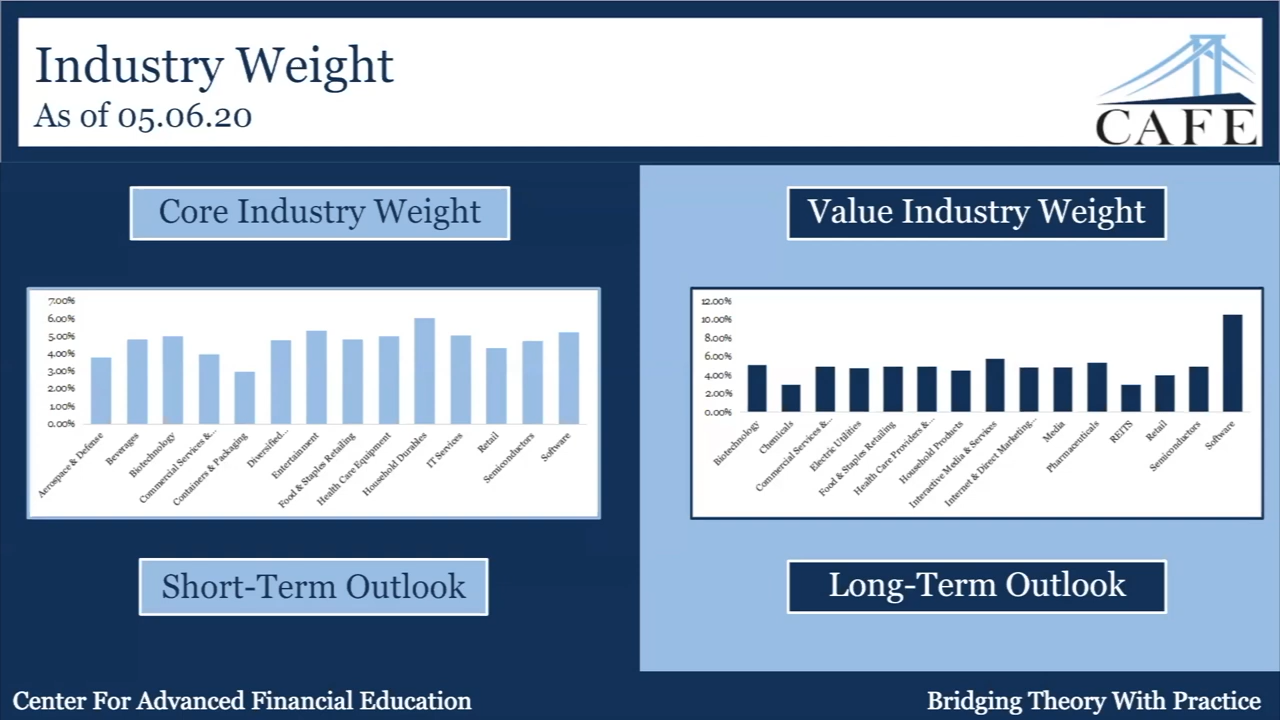 Industry Weight
As of 05.06.20
CAFE
Core Industry Weight
Value Industry Weight
7.00%
6.00%
5.00%
4.00%
3.00%
2.00%
1.00%
0.00%
Aerospace & Defense
Beverages
Biotechnology
Commercial Services &...
Containers & Packaging
Diversified...
Entertainment
Food & Staples Retailing
Health Care Equipment
Household Durables
IT Services
Retail
Semiconductors
Software
12.00%
10.00%
8.00%
6.00%
4.00%
2.00%
0.00%
Biotechnology
Chemicals
Commercial Services &...
Electric Utilities
Food & Staples Retailing
Health Care Providers &...
Household Products
Interactive Media & Services
Internet & Direct Marketing...
Media
Pharmaceuticals
REITS
Retail
Semiconductors
Software
Short-Term Outlook
Long-Term Outlook
Center For Advanced Financial Education
Bridging Theory With Practice